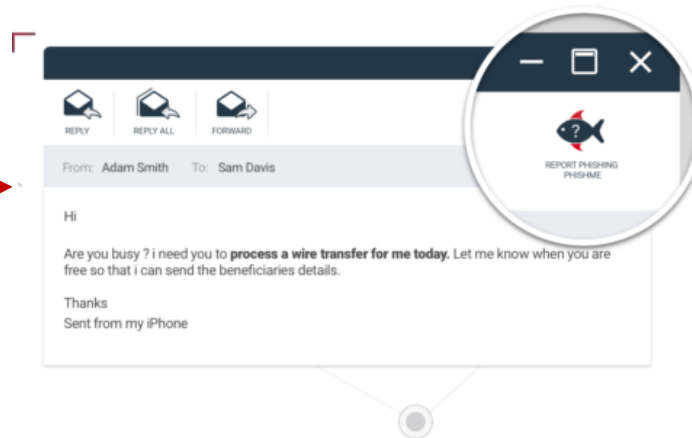 REPLY
REPLY ALL
FORWARD
REPORT PHISHING
PHISHME
From: Adam Smith To: Sam Davis
Hi
Are you busy ? i need you to process a wire transfer for me today. Let me know when you are
free so that i can send the beneficiaries details.
Thanks
Sent from my iPhone